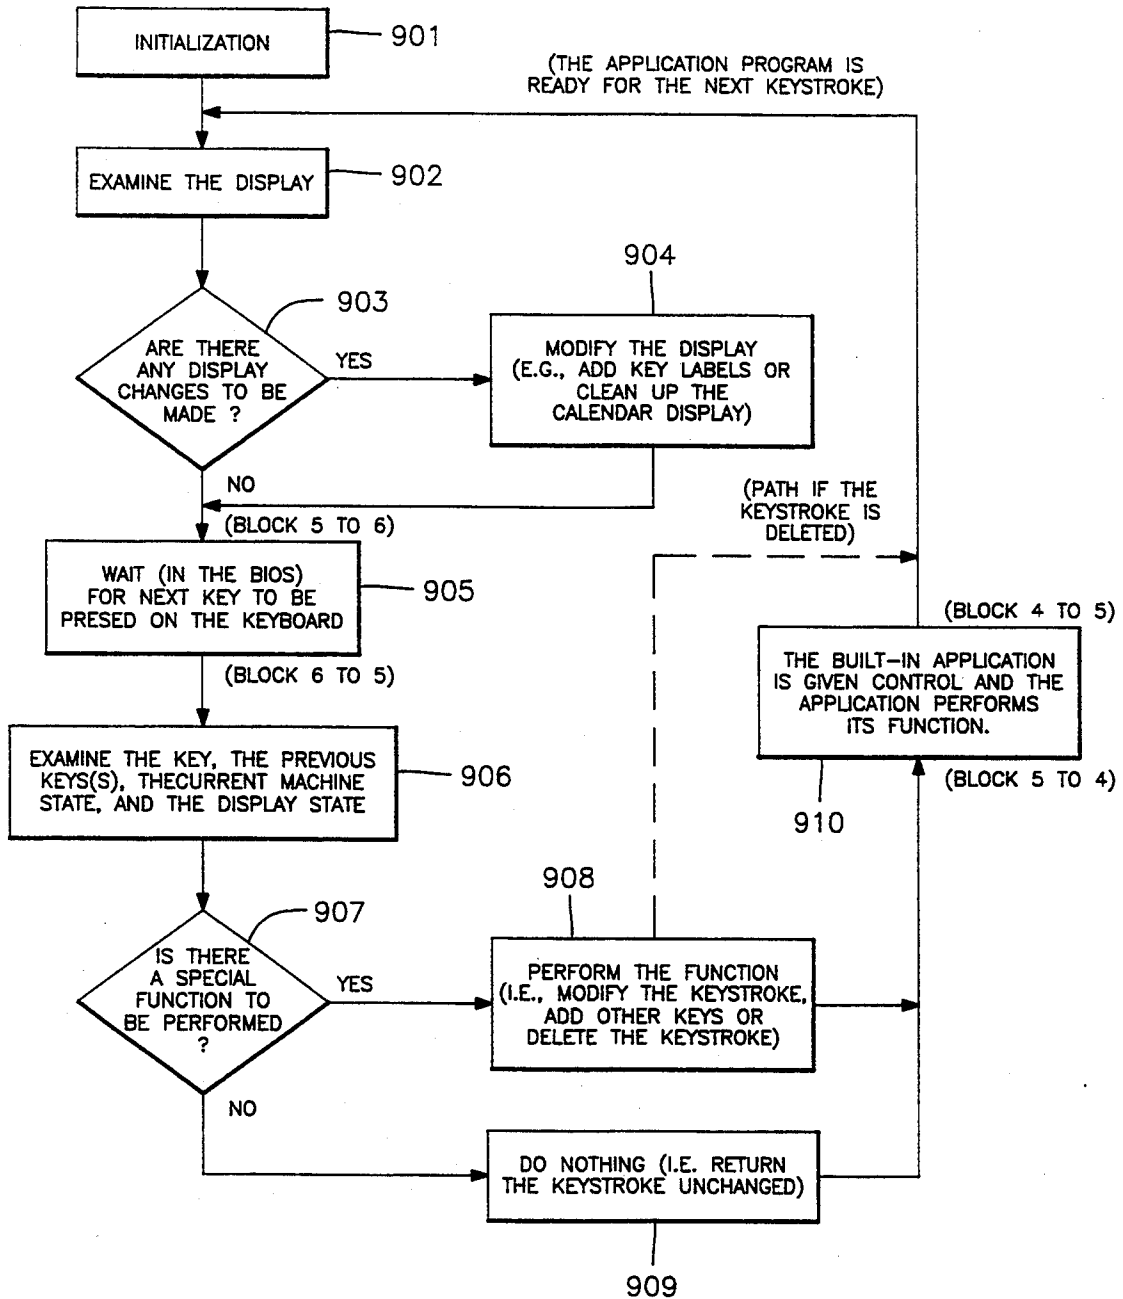 INITIALIZATION
901
(THE APPLICATION PROGRAM IS
READY FOR THE NEXT KEYSTROKE)
EXAMINE THE DISPLAY
902
903
ARE THERE
ANY DISPLAY
CHANGES TO BE
MADE ?
YES
904
MODIFY THE DISPLAY
(E.G., ADD KEY LABELS OR
CLEAN UP THE
CALENDAR DISPLAY)
NO
(BLOCK 5 TO 6)
(PATH IF THE
KEYSTROKE IS
DELETED)
WAIT (IN THE BIOS)
FOR NEXT KEY TO BE
PRESED ON THE KEYBOARD
905
(BLOCK 6 TO 5)
(BLOCK 4 TO 5)
THE BUILT-IN APPLICATION
IS GIVEN CONTROL AND THE
APPLICATION PERFORMS
ITS FUNCTION.
(BLOCK 5 TO 4)
910
EXAMINE THE KEY, THE PREVIOUS
KEYS(S), THECURRENT MACHINE
STATE, AND THE DISPLAY STATE
906
907
IS THERE
A SPECIAL
FUNCTION TO
BE PERFORMED
?
YES
908
PERFORM THE FUNCTION
(I.E., MODIFY THE KEYSTROKE,
ADD OTHER KEYS OR
DELETE THE KEYSTROKE)
NO
DO NOTHING (I.E. RETURN
THE KEYSTROKE UNCHANGED)
909